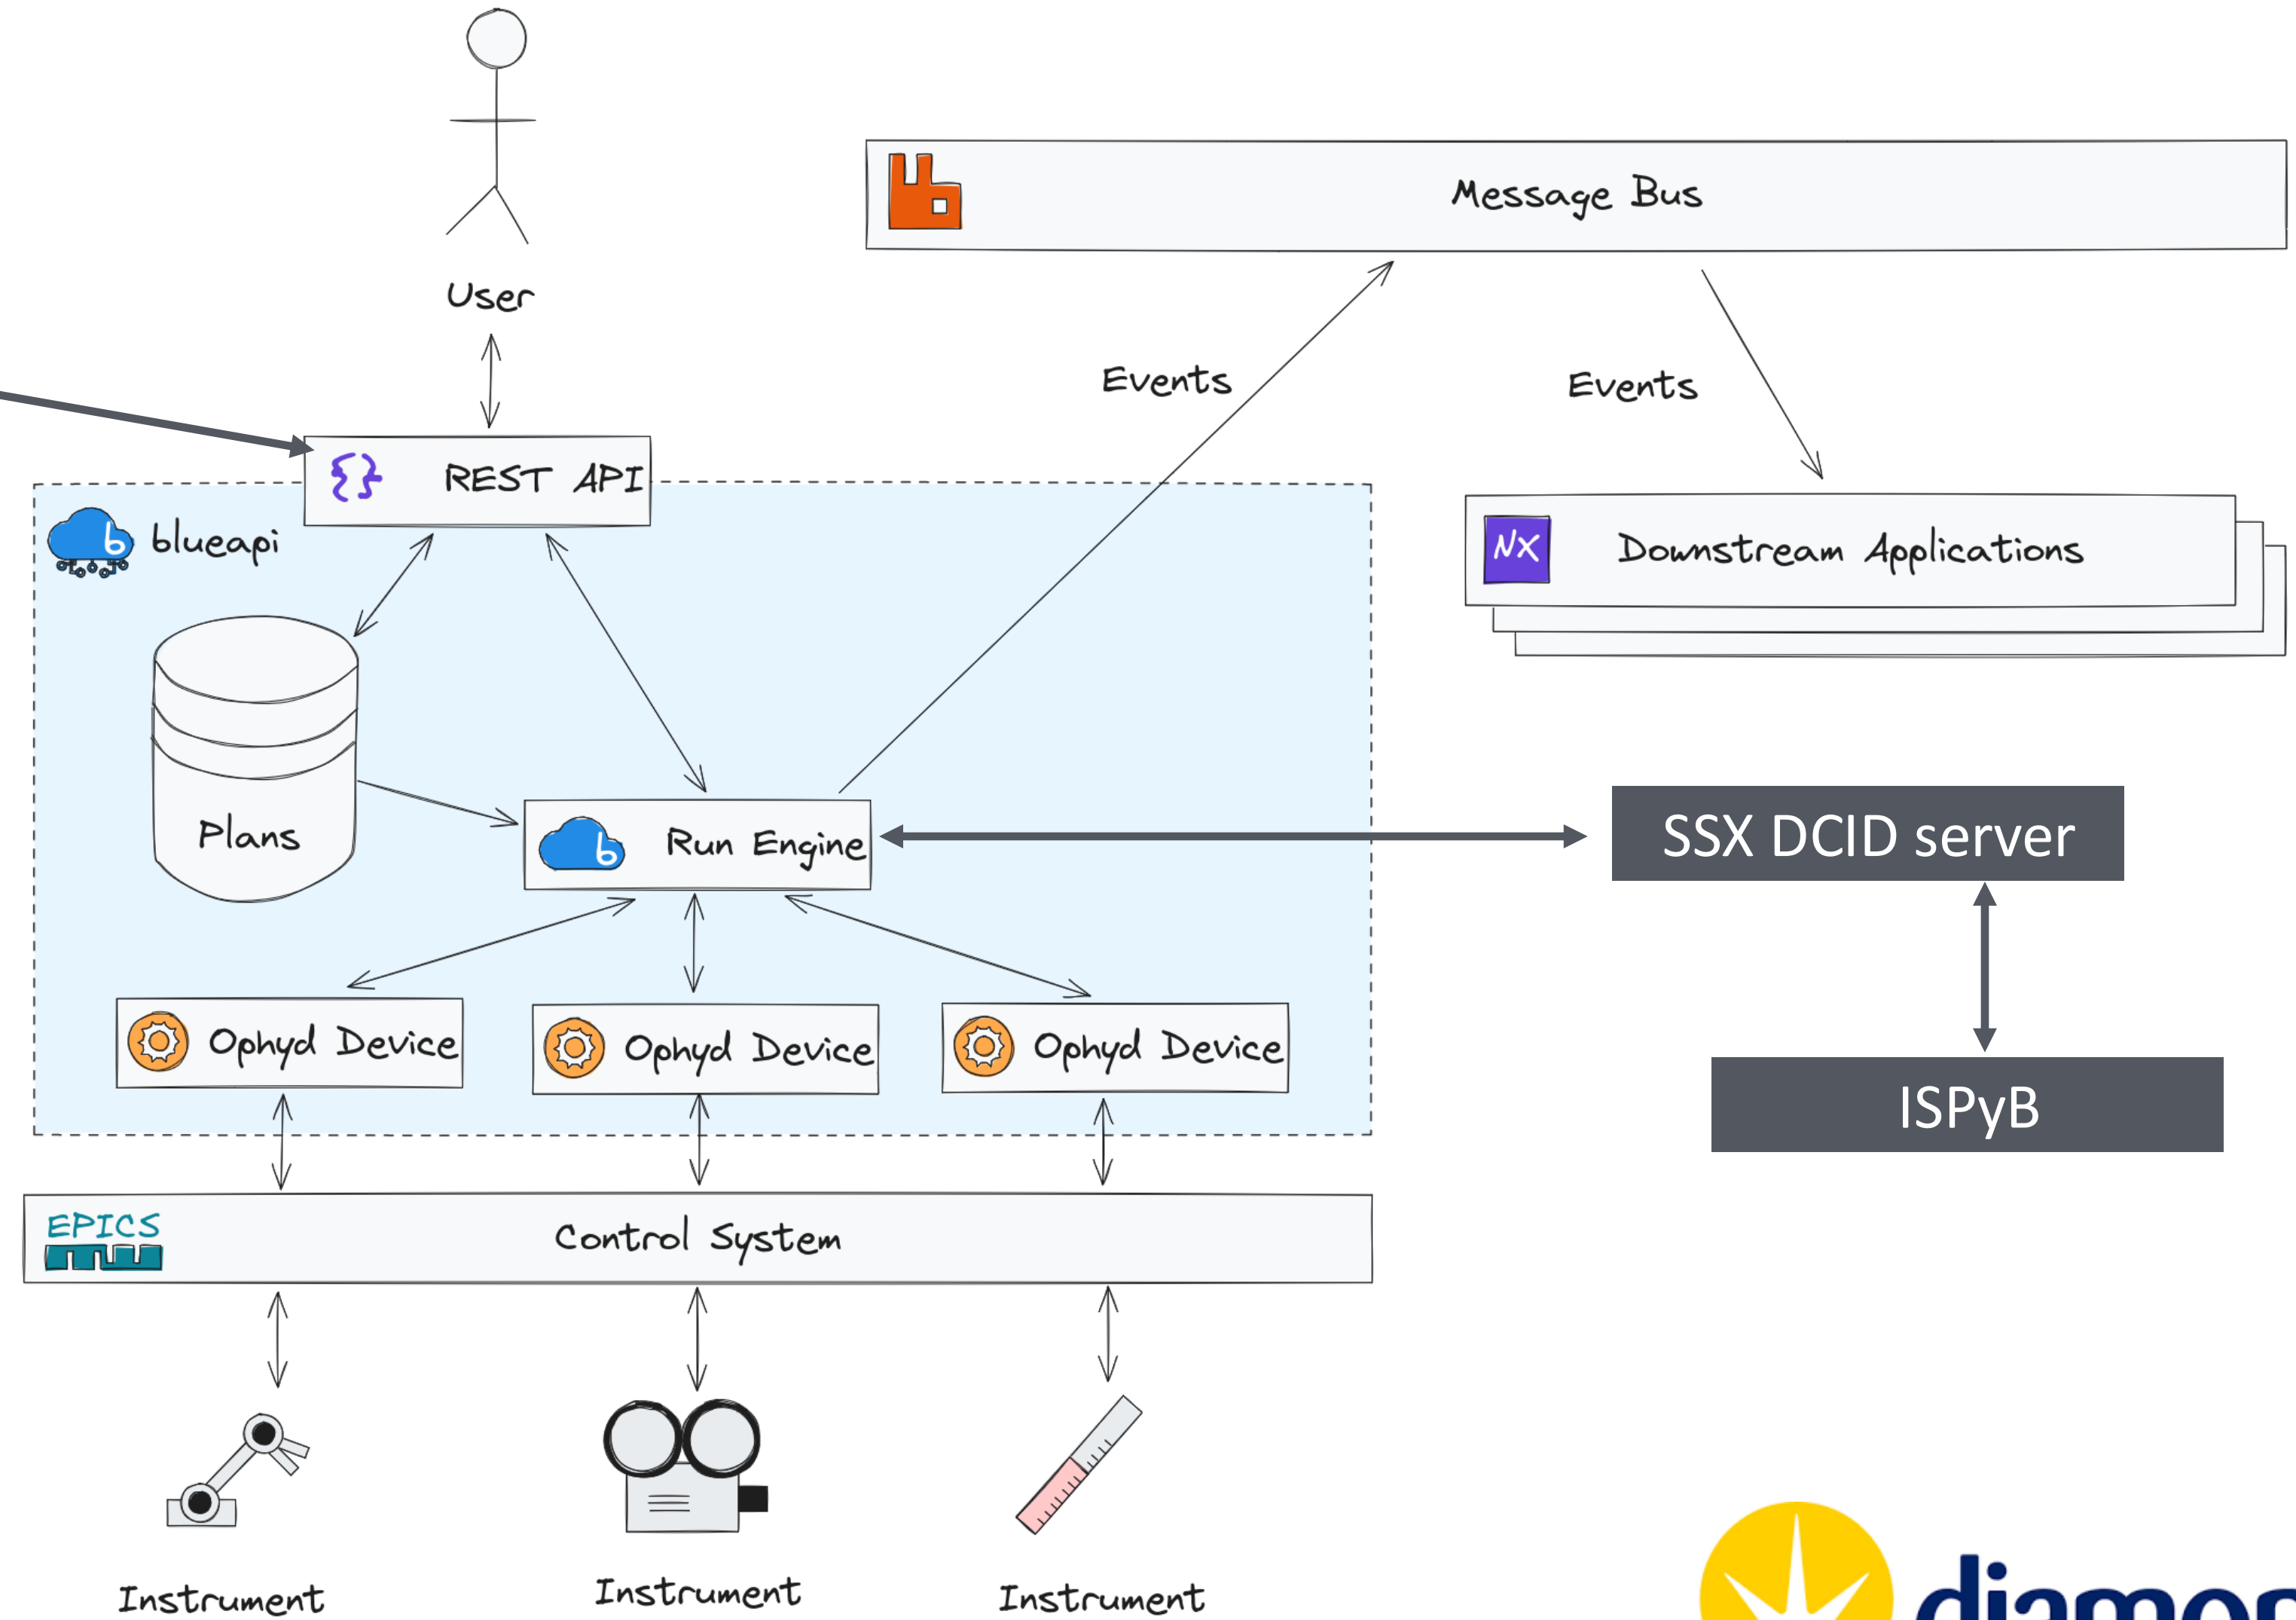 User
Message Bus
Events
Events
REST API
blueapi
NX
Downstream Applications
Plans
b
Run Engine
SSX DCID server
Ophyd Device
Ophyd Device
Ophyd Device
ISPyB
EPICS
Control System
Instrument
Instrument
Instrument